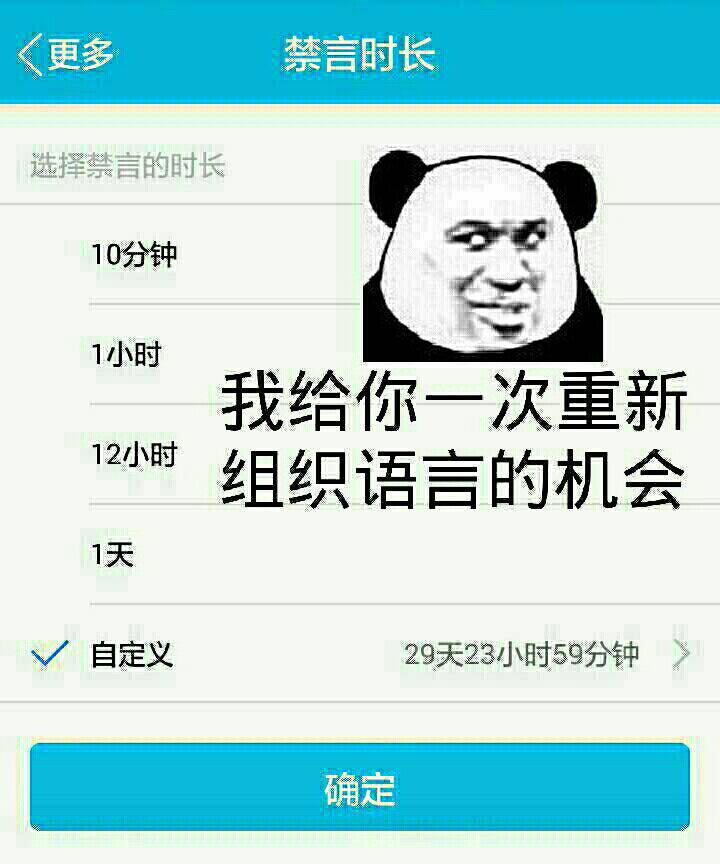 更多
禁言时长
选择禁言的时长
10分钟
1小时
我给你一次重新
12小时
组织语言的机会
1天
自定义
29天23小时59分钟
确定